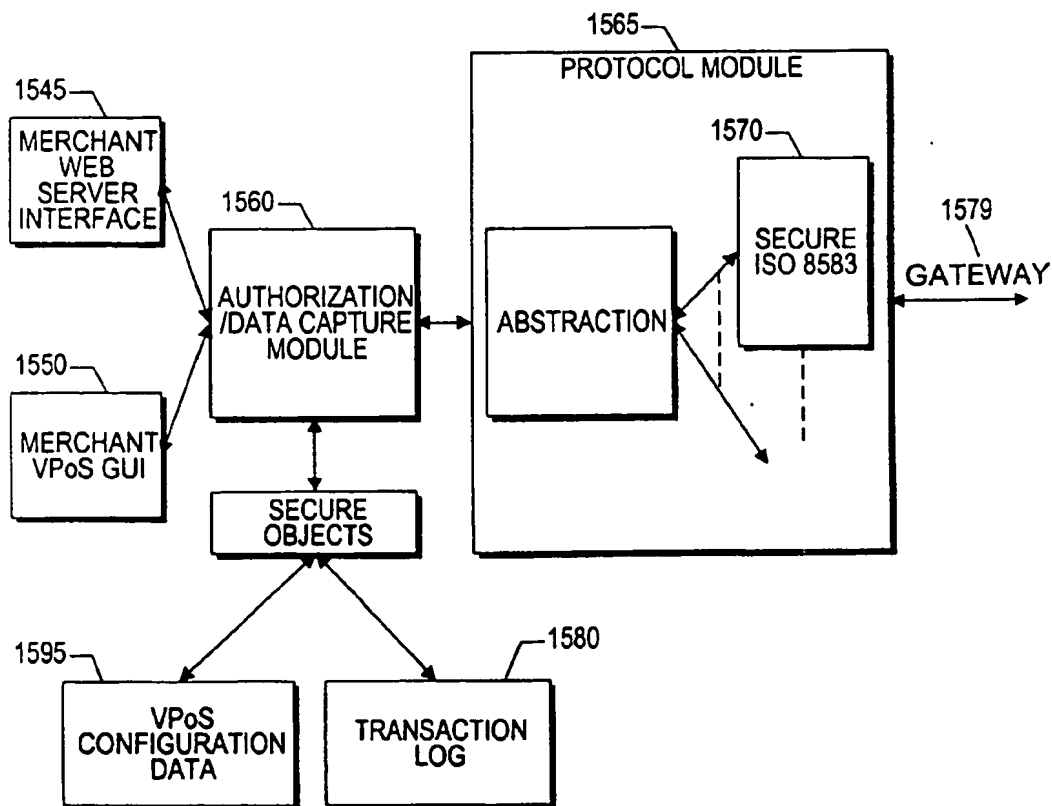 1565
PROTOCOL MODULE
1545
MERCHANT
WEB
SERVER
INTERFACE
1570
SECURE
ISO 8583
1560
AUTHORIZATION
/DATA CAPTURE
MODULE
ABSTRACTION
1579
GATEWAY
1550
MERCHANT
VPoS GUI
SECURE
OBJECTS
1595
VPoS
CONFIGURATION
DATA
1580
TRANSACTION
LOG